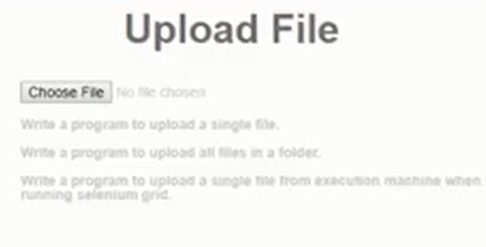 Upload File
Choose File No file chosen
Write a program to upload a single file.
Write a program to upload all files in a folder.
Write a program to upload a single file from execution machine when
running selenium grid.